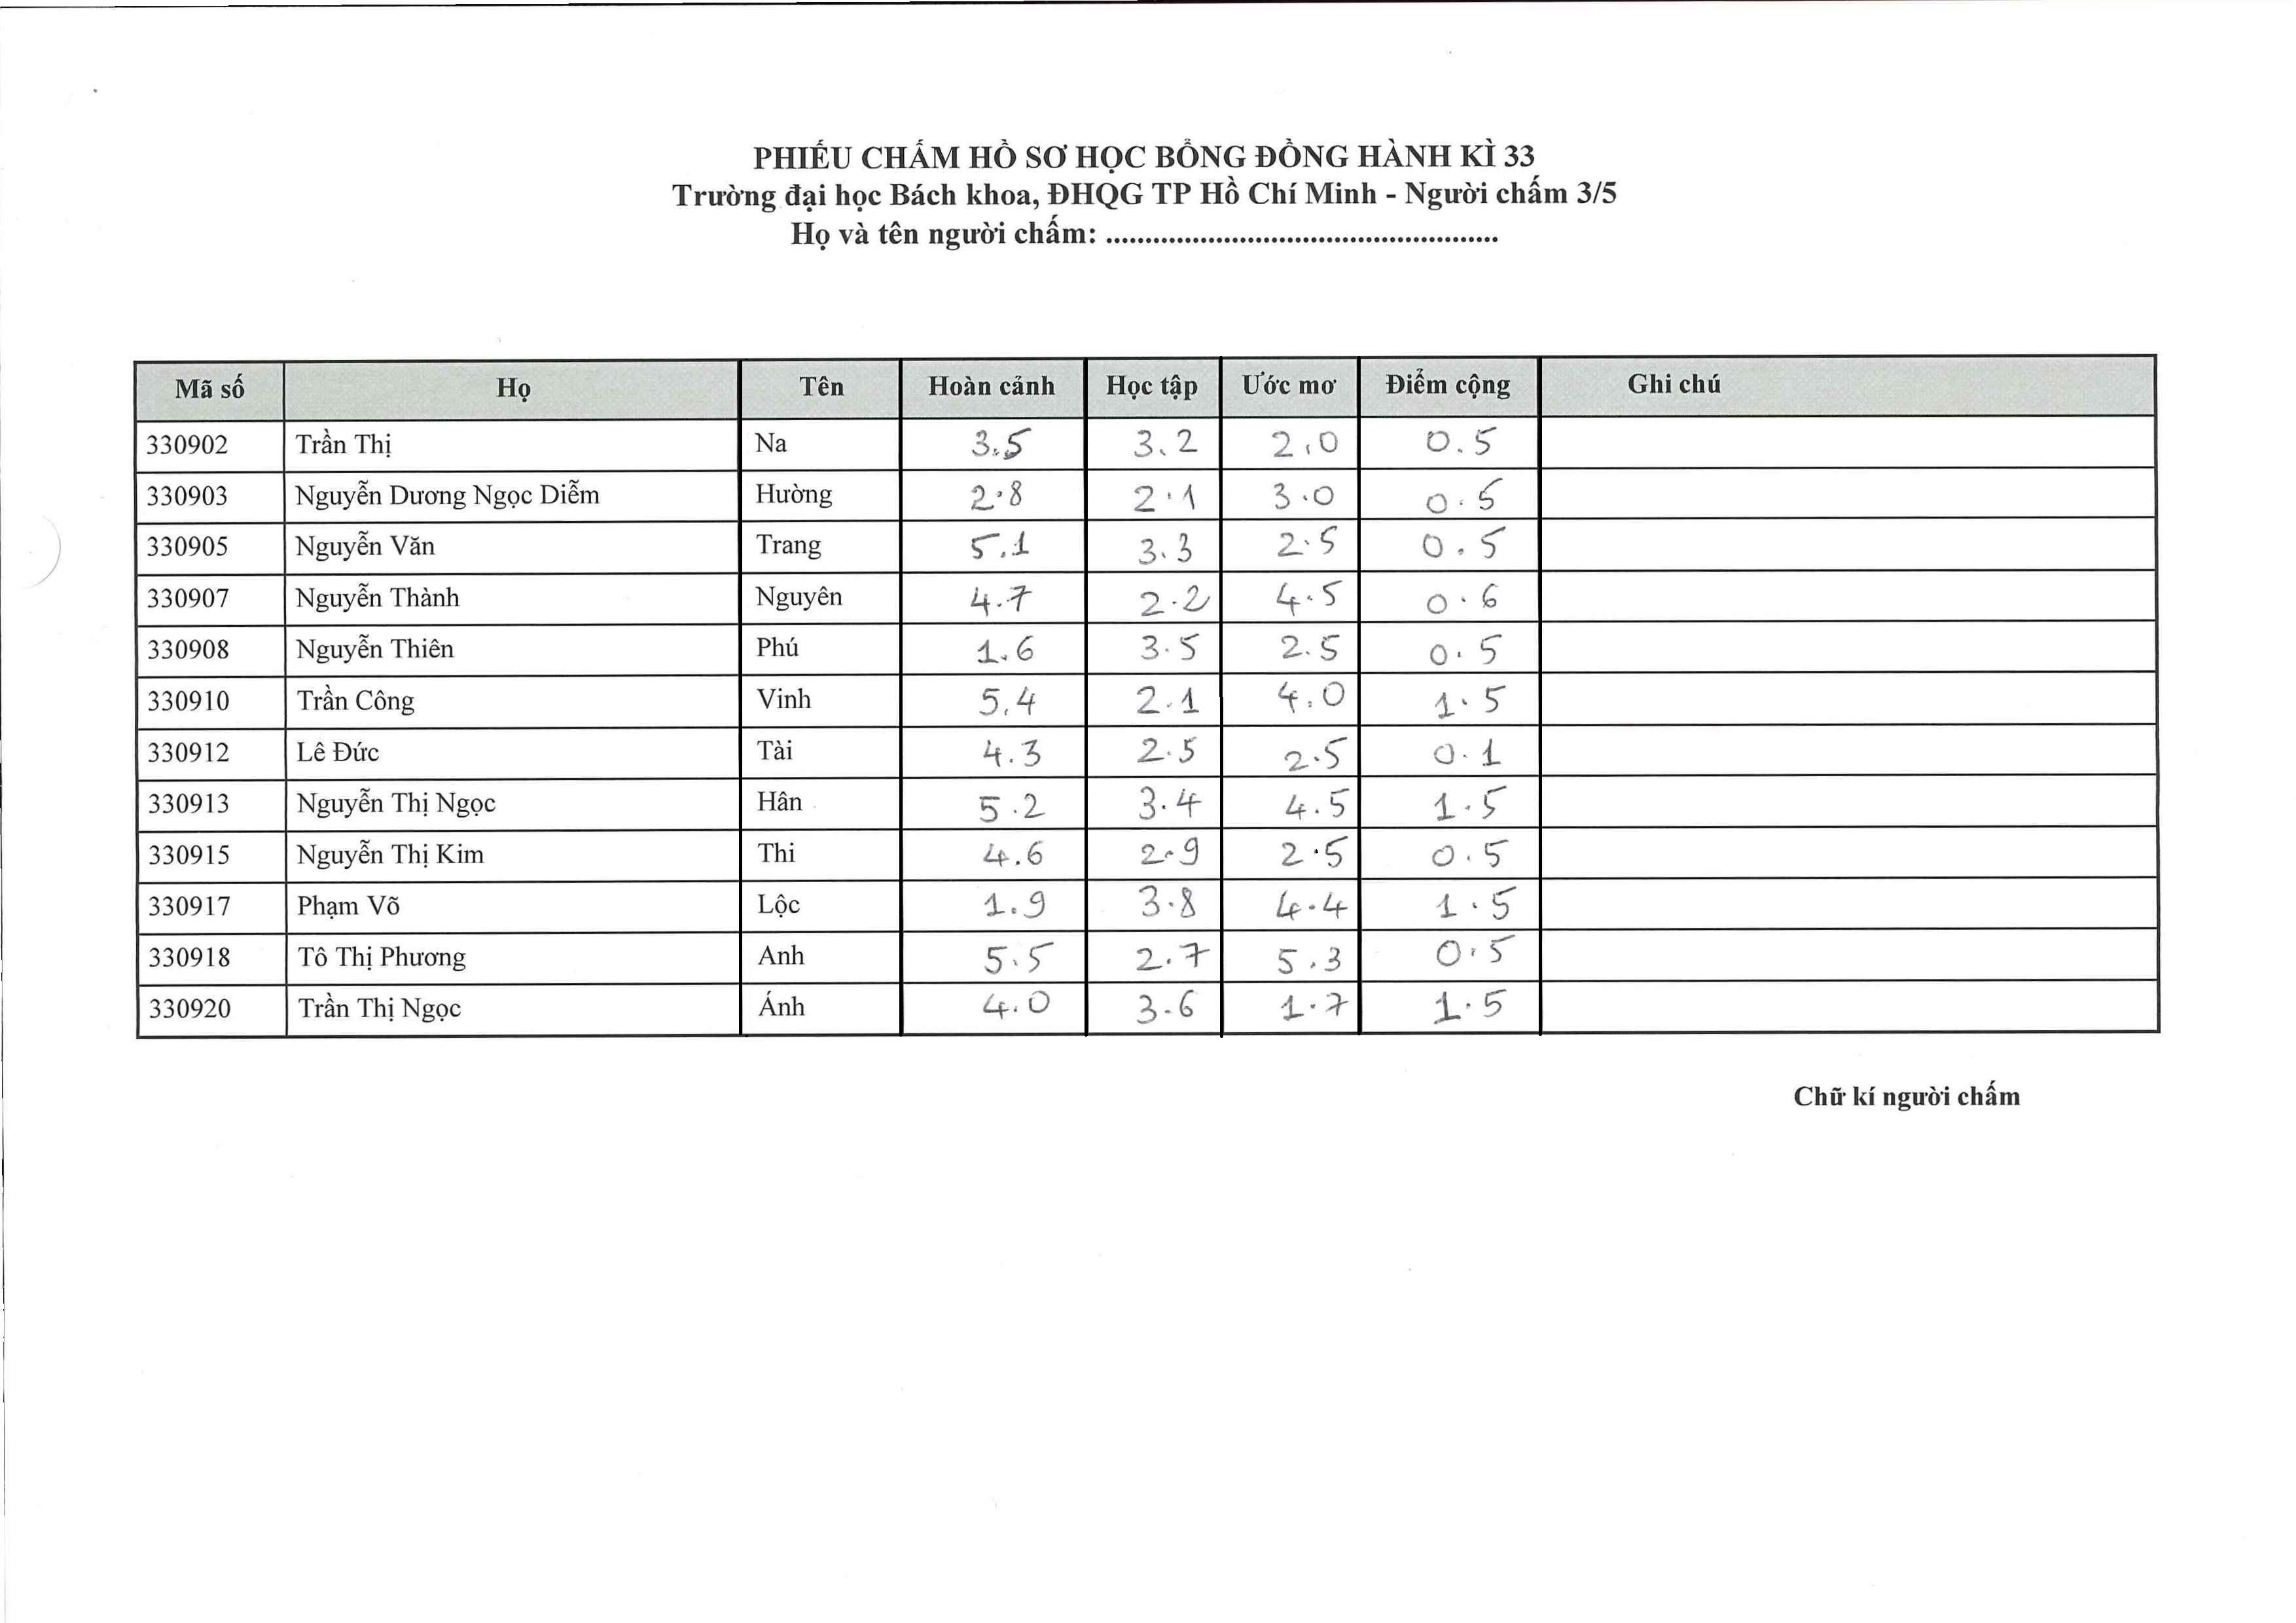 PHIẾU CHẤM HỒ SƠ HỌC BỔNG ĐỒNG HÀNH KÌ 33
Trường đại học Bách khoa, ĐHQG TP Hồ Chí Minh - Người chấm 3/5
Họ và tên người chấm: ..................................................
Mã số Họ Tên Hoàn cảnh Học tập Ước mơ Điểm cộng Ghi chú
330902 Trần Thị Na 3.5 3.2 2.0 0.5
330903 Nguyễn Dương Ngọc Diễm Hường 2.8 2.1 3.0 0.5
330905 Nguyễn Văn Trang 5.1 3.3 2.5 0.5
330907 Nguyễn Thành Nguyên 4.7 2.2 4.5 0.6
330908 Nguyễn Thiên Phú 1.6 3.5 2.5 0.5
330910 Trần Công Vinh 5.4 2.1 4.0 1.5
330912 Lê Đức Tài 4.3 2.5 2.5 0.1
330913 Nguyễn Thị Ngọc Hân 5.2 3.4 4.5 1.5
330915 Nguyễn Thị Kim Thi 4.6 2.9 2.5 0.5
330917 Phạm Võ Lộc 1.9 3.8 4.4 1.5
330918 Tô Thị Phương Anh 5.5 2.7 5.3 0.5
330920 Trần Thị Ngọc Ánh 4.0 3.6 1.7 1.5
Chữ kí người chấm